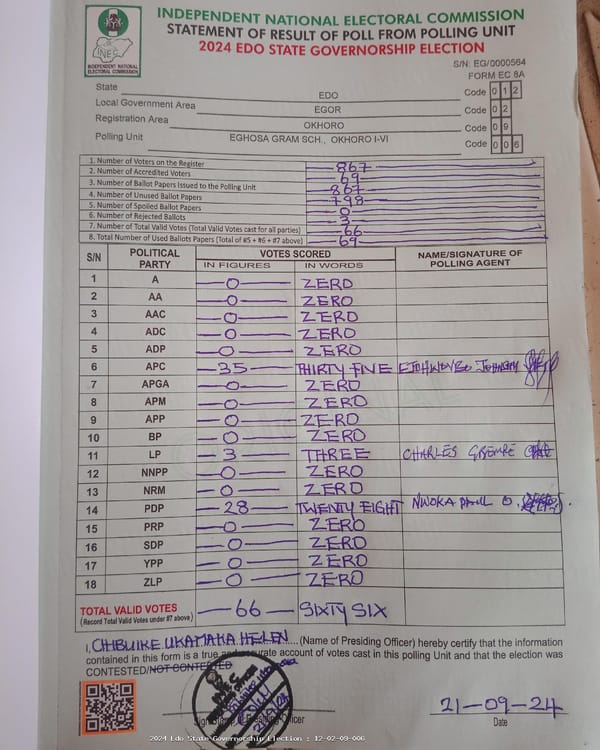 INDEPENDENT NATIONAL ELECTORAL COMMISSION
STATEMENT OF RESULT OF POLL FROM POLLING UNIT
2024 EDO STATE GOVERNORSHIP ELECTION
INEC
INDEPENDENT NATIONAL ELECTORAL COMMISSION
S/N: EG/0000564
FORM EC 8A
State EDO Code 0 1 2
Local Government Area EGOR Code 0 2
Registration Area OKHORO Code 0 9
Polling Unit EGHOSA GRAM SCH., OKHORO I-VI Code 0 0 6
1. Number of Voters on the Register 867
2. Number of Accredited Voters 69
3. Number of Ballot Papers Issued to the Polling Unit 867
4. Number of Unused Ballot Papers 798
5. Number of Spoiled Ballot Papers 0
6. Number of Rejected Ballots 3
7. Number of Total Valid Votes (Total Valid Votes cast for all parties) 66
8. Total Number of Used Ballots Papers (Total of #5 + #6 + #7 above) 69
S/N POLITICAL PARTY VOTES SCORED NAME/SIGNATURE OF POLLING AGENT
IN FIGURES IN WORDS
1 A 0 ZERO
2 AA 0 ZERO
3 AAC 0 ZERO
4 ADC 0 ZERO
5 ADP 0 ZERO
6 APC 35 THIRTY FIVE JOHNSON
7 APGA 0 ZERO
8 APM 0 ZERO
9 APP 0 ZERO
10 BP 0 ZERO
11 LP 3 THREE CHARLES
12 NNPP 0 ZERO
13 NRM 0 ZERO
14 PDP 28 TWENTY EIGHT NWOKA PAUL O.
15 PRP 0 ZERO
16 SDP 0 ZERO
17 YPP 0 ZERO
18 ZLP 0 ZERO
TOTAL VALID VOTES 66 SIXTY SIX
(Record Total Valid Votes under #7 above)
I, CHIBUIKE UKAMAKA HELEN (Name of Presiding Officer) hereby certify that the information
contained in this form is a true and accurate account of votes cast in this polling Unit and that the election was
CONTESTED/NOT CONTESTED
21-09-24
Officer Date
2024 Edo State Governorship Election : 12-02-09-006